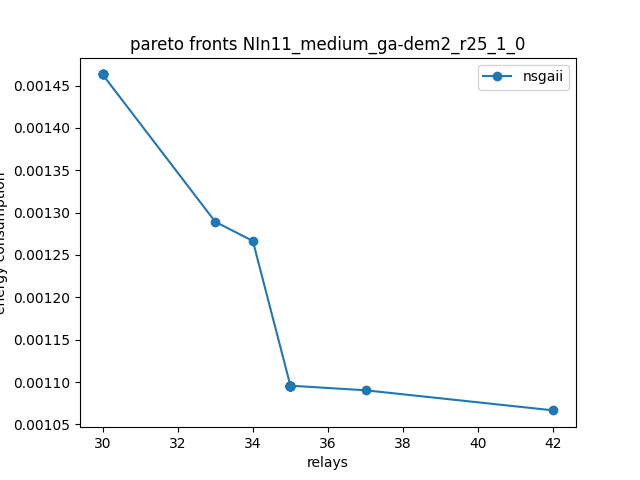 pareto fronts NIn11_medium_ga-dem2_r25_1_0
nsgaii
0.00145
0.00140
0.00135
0.00130
0.00125
0.00120
0.00115
0.00110
0.00105
energy consumption
30 32 34 36 38 40 42
relays